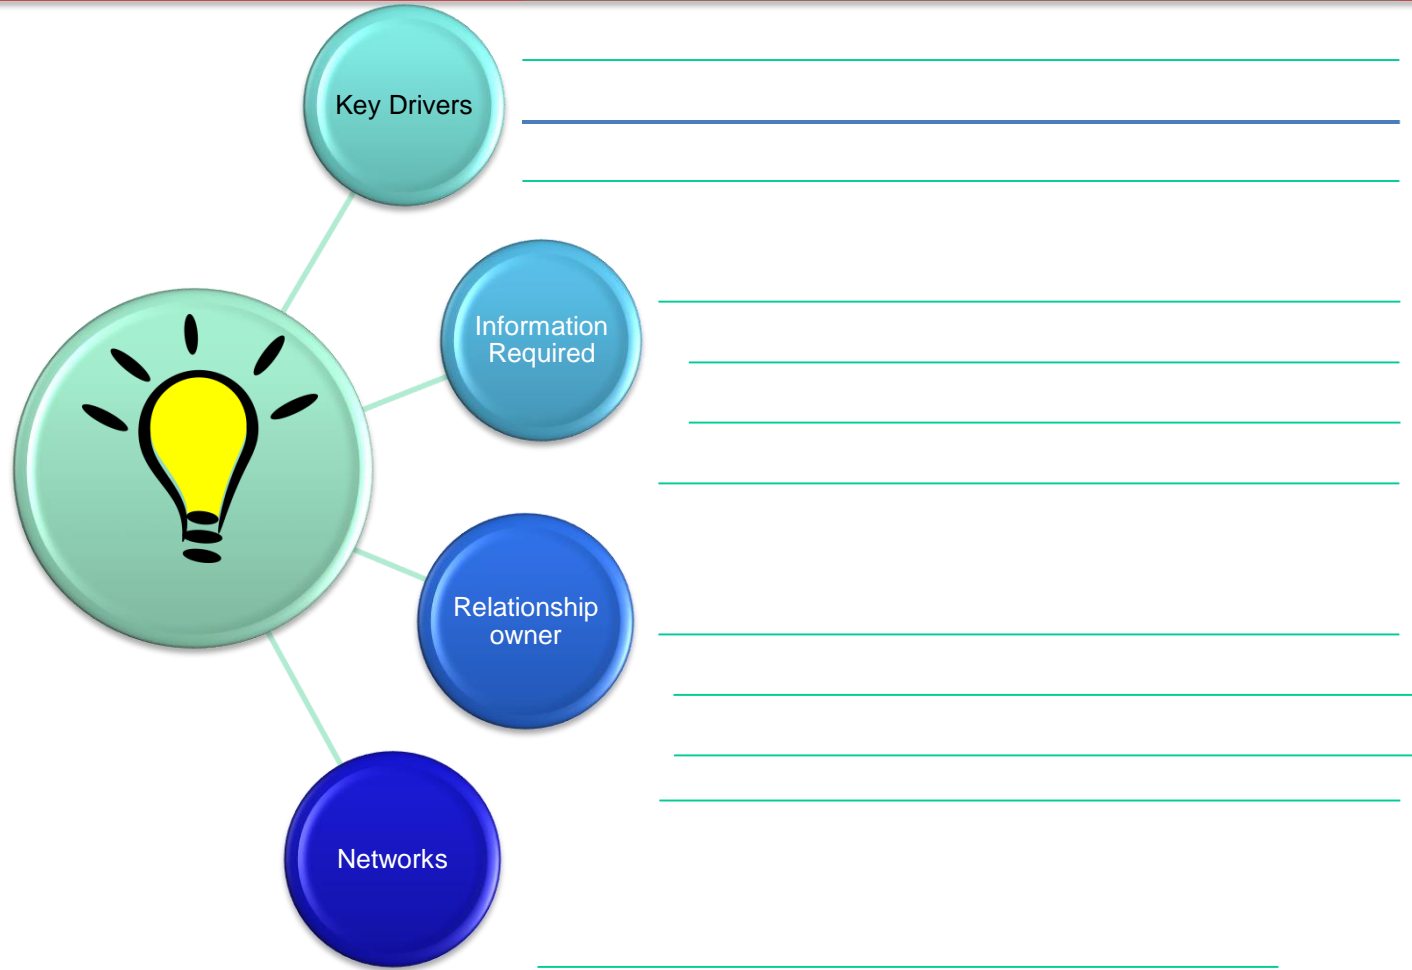 Key Drivers
Information
Required
Relationship
owner
Networks